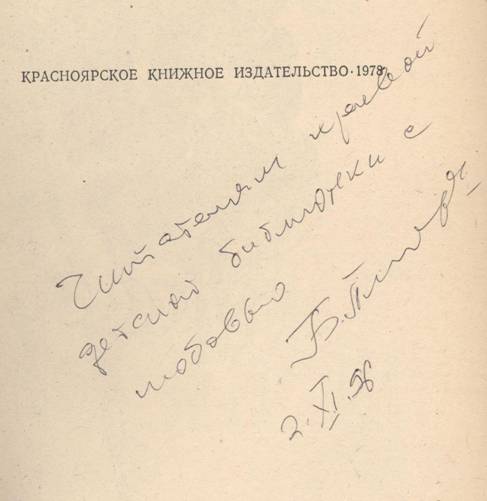 КРАСНОЯРСКОЕ КНИЖНОЕ ИЗДАТЕЛЬСТВО·1978
Читателям краевой
детской библиотеки с
любовью
2.XI.96